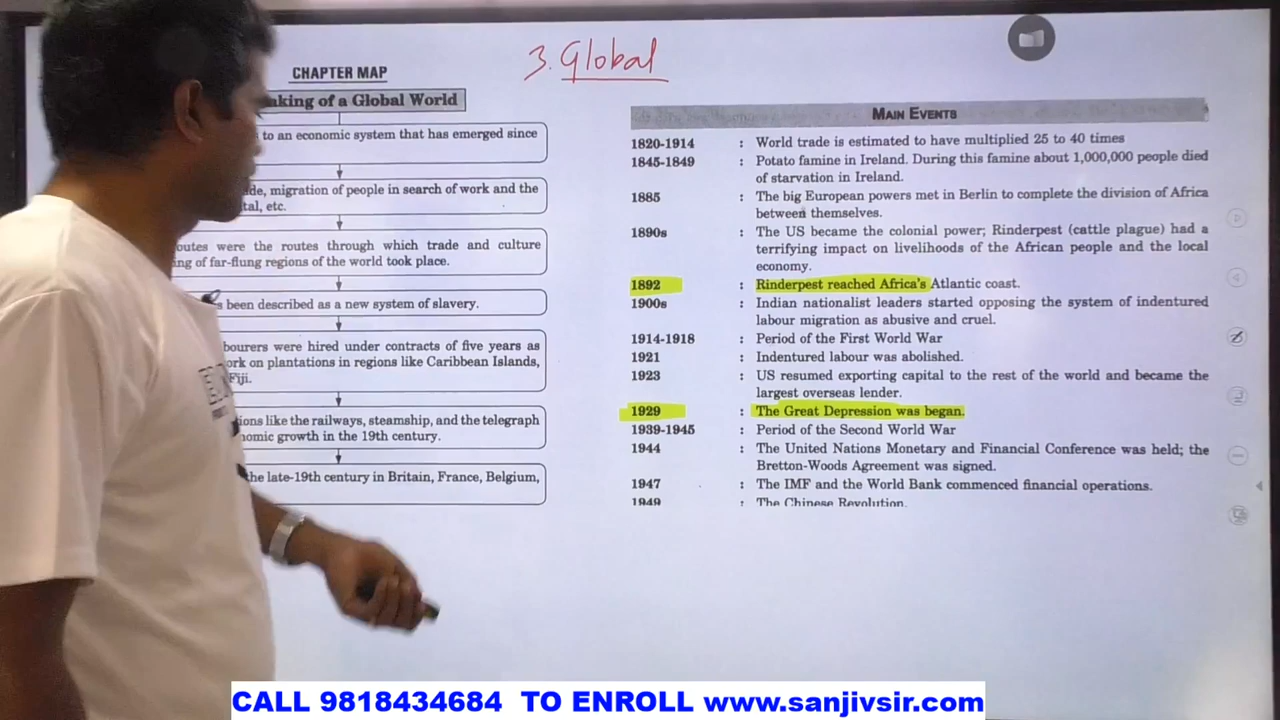 3. Global
CHAPTER MAP
aking of a Global World
to an economic system that has emerged since
de, migration of people in search of work and the
tal, etc.
outes were the routes through which trade and culture
ng of far-flung regions of the world took place.
s been described as a new system of slavery.
bourers were hired under contracts of five years as
ork on plantations in regions like Caribbean Islands,
Fiji.
ions like the railways, steamship, and the telegraph
nomic growth in the 19th century.
the late-19th century in Britain, France, Belgium,
MAIN EVENTS
1820-1914 : World trade is estimated to have multiplied 25 to 40 times
1845-1849 : Potato famine in Ireland. During this famine about 1,000,000 people died
of starvation in Ireland.
1885 : The big European powers met in Berlin to complete the division of Africa
between themselves.
1890s : The US became the colonial power; Rinderpest (cattle plague) had a
terrifying impact on livelihoods of the African people and the local
economy.
1892 : Rinderpest reached Africa's Atlantic coast.
1900s : Indian nationalist leaders started opposing the system of indentured
labour migration as abusive and cruel.
1914-1918 : Period of the First World War
1921 : Indentured labour was abolished.
1923 : US resumed exporting capital to the rest of the world and became the
largest overseas lender.
1929 : The Great Depression was began.
1939-1945 : Period of the Second World War
1944 : The United Nations Monetary and Financial Conference was held; the
Bretton-Woods Agreement was signed.
1947 : The IMF and the World Bank commenced financial operations.
1949 : The Chinese Revolution.
CALL 9818434684 TO ENROLL www.sanjivsir.com